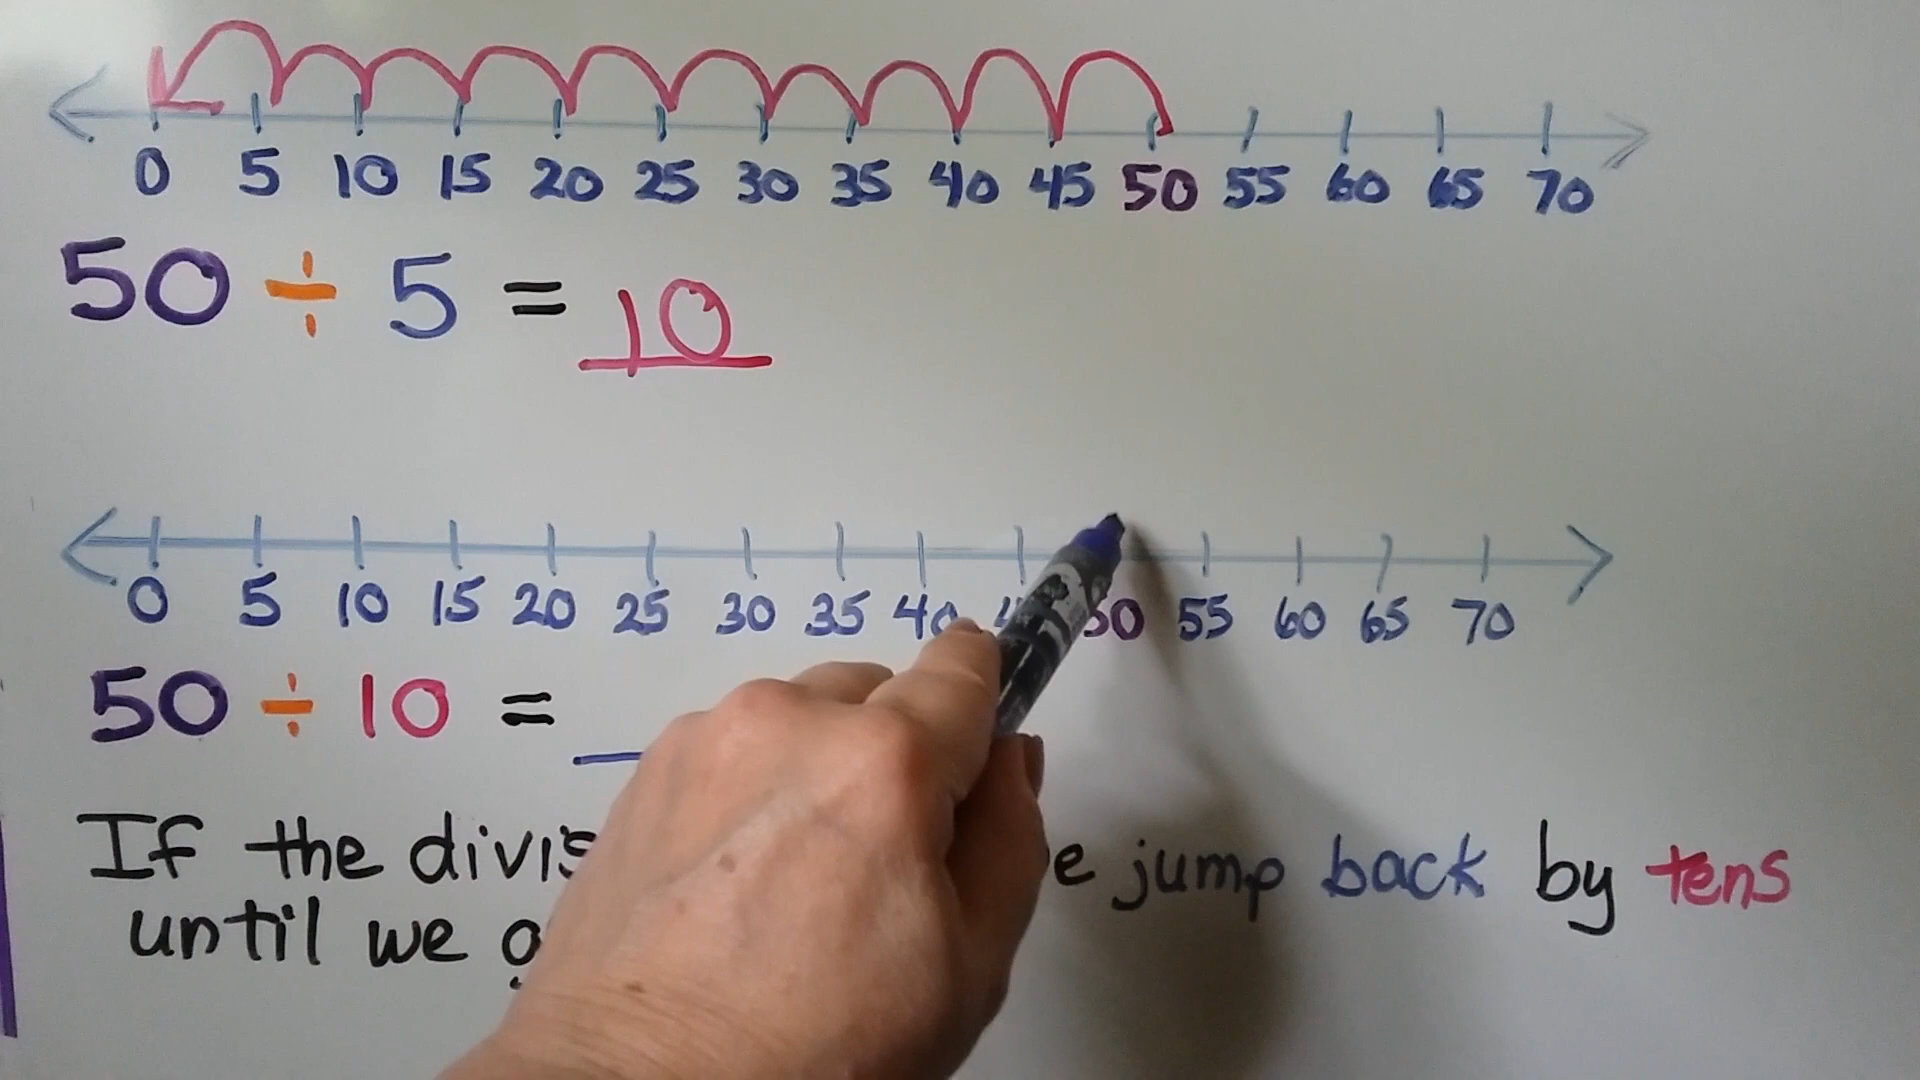 0 5 10 15 20 25 30 35 40 45 50 55 60 65 70
50 ÷ 5 = 10
0 5 10 15 20 25 30 35 40 50 55 60 65 70
50 ÷ 10 =
If the jump back by tens
until we